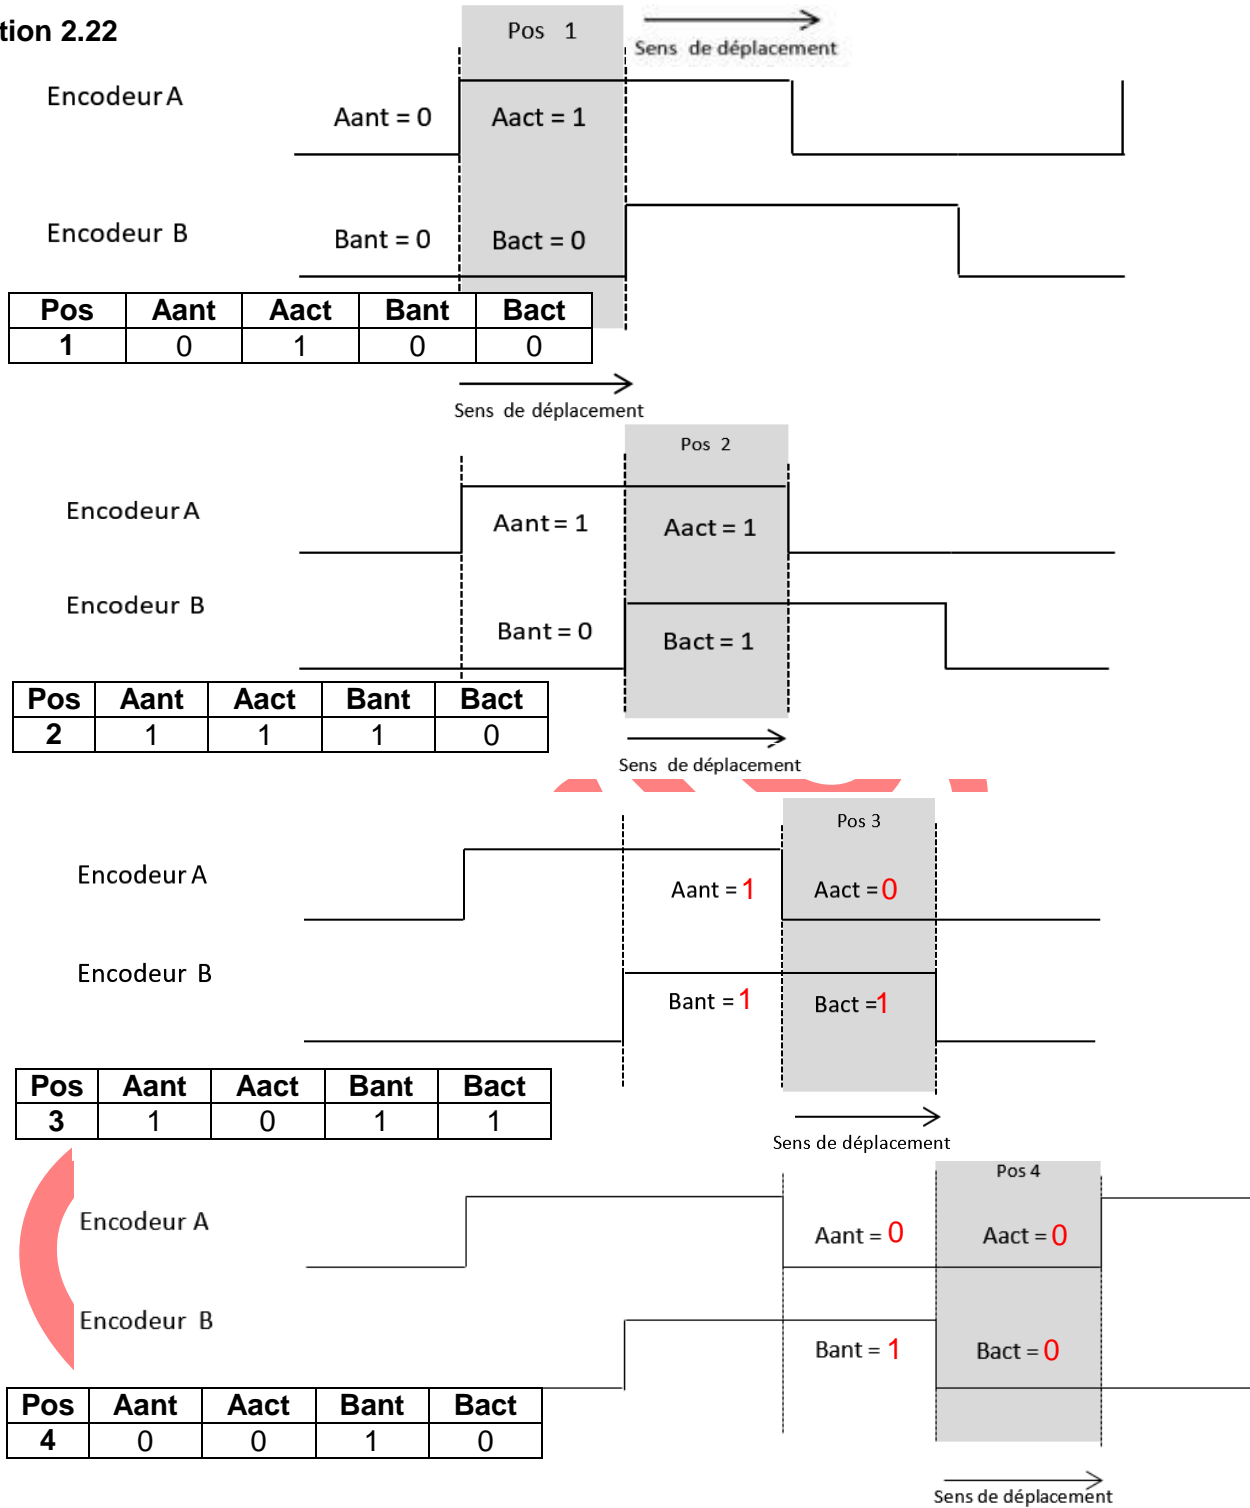 tion 2.22
Pos 1
Sens de déplacement
Encodeur A
Aant = 0
Aact = 1
Encodeur B
Bant = 0
Bact = 0
Pos Aant Aact Bant Bact
1 0 1 0 0
Sens de déplacement
Pos 2
Encodeur A
Aant = 1
Aact = 1
Encodeur B
Bant = 0
Bact = 1
Pos Aant Aact Bant Bact
2 1 1 1 0
Sens de déplacement
Pos 3
Encodeur A
Aant = 1
Aact = 0
Encodeur B
Bant = 1
Bact =1
Pos Aant Aact Bant Bact
3 1 0 1 1
Sens de déplacement
Pos 4
Encodeur A
Aant = 0
Aact = 0
Encodeur B
Bant = 1
Bact = 0
Pos Aant Aact Bant Bact
4 0 0 1 0
Sens de déplacement